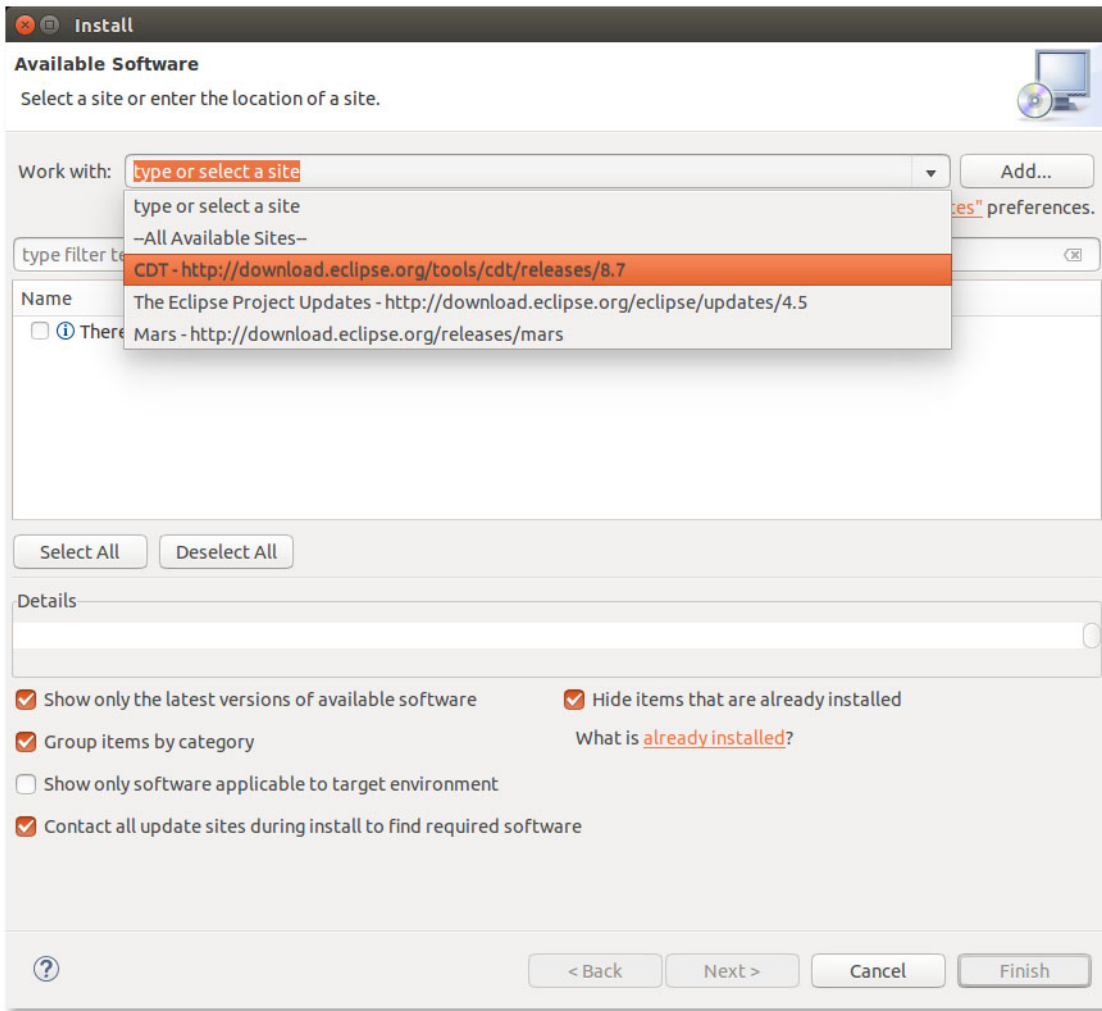 Install
Available Software
Select a site or enter the location of a site.
Work with: type or select a site Add...
type or select a site
es" preferences.
--All Available Sites--
type filter te
CDT - http://download.eclipse.org/tools/cdt/releases/8.7
Name
The Eclipse Project Updates - http://download.eclipse.org/eclipse/updates/4.5
There
Mars - http://download.eclipse.org/releases/mars
Select All Deselect All
Details
Show only the latest versions of available software Hide items that are already installed
Group items by category What is already installed?
Show only software applicable to target environment
Contact all update sites during install to find required software
? < Back Next > Cancel Finish